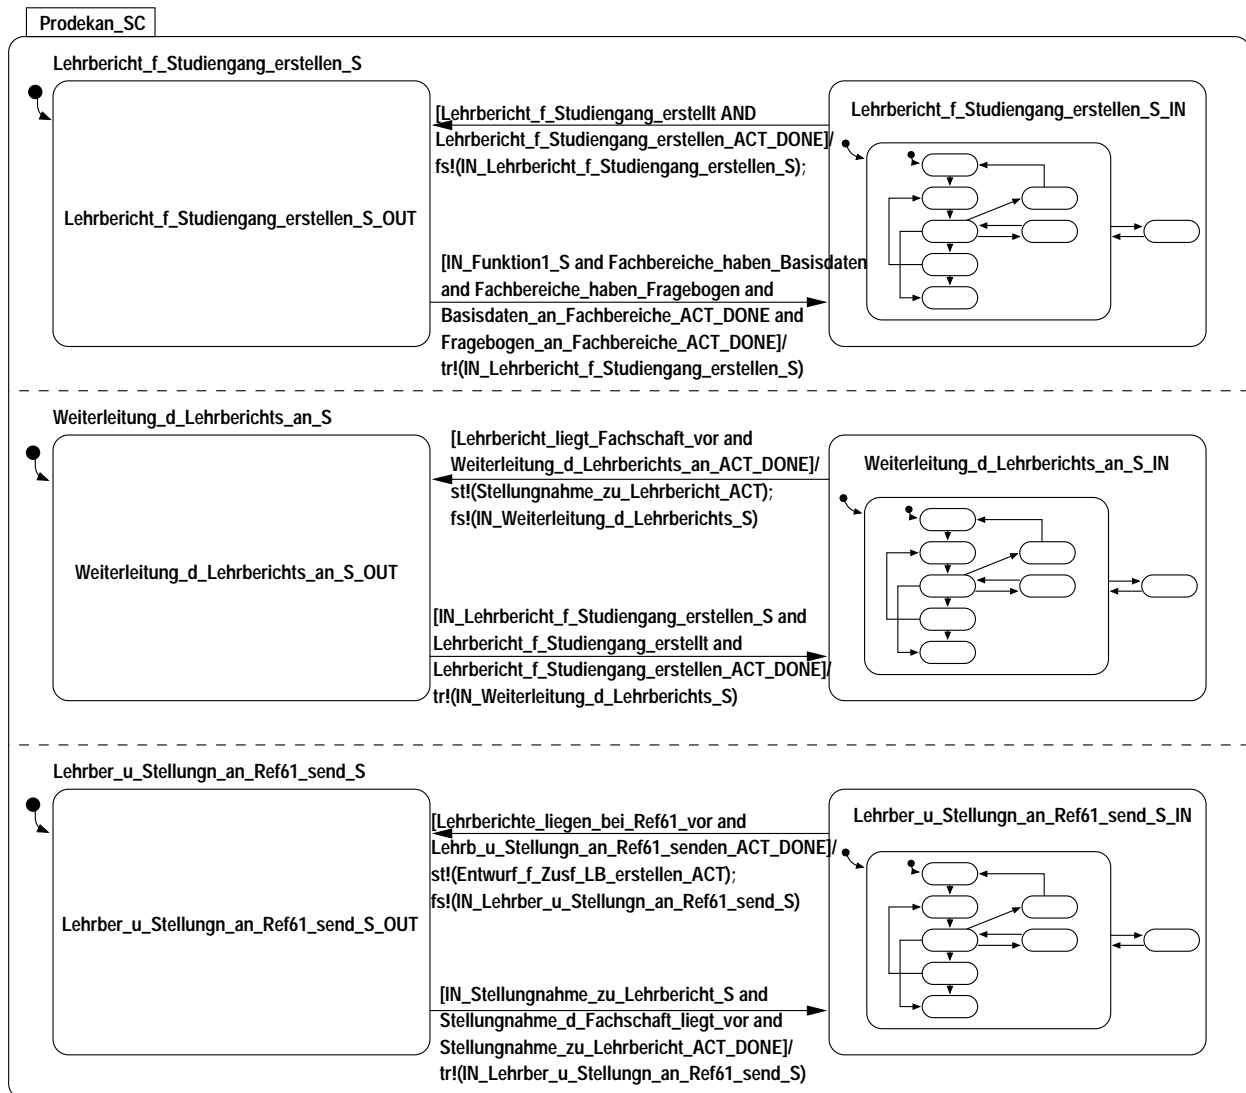 Prodekan_SC
Lehrbericht_f_Studiengang_erstellen_S
Lehrbericht_f_Studiengang_erstellen_S_OUT
[Lehrbericht_f_Studiengang_erstellt AND
Lehrbericht_f_Studiengang_erstellen_ACT_DONE]/
fs!(IN_Lehrbericht_f_Studiengang_erstellen_S);
[IN_Funktion1_S and Fachbereiche_haben_Basisdaten
and Fachbereiche_haben_Fragebogen and
Basisdaten_an_Fachbereiche_ACT_DONE and
Fragebogen_an_Fachbereiche_ACT_DONE]/
tr!(IN_Lehrbericht_f_Studiengang_erstellen_S)
Lehrbericht_f_Studiengang_erstellen_S_IN
Weiterleitung_d_Lehrberichts_an_S
Weiterleitung_d_Lehrberichts_an_S_OUT
[Lehrbericht_liegt_Fachschaft_vor and
Weiterleitung_d_Lehrberichts_an_ACT_DONE]/
st!(Stellungnahme_zu_Lehrbericht_ACT);
fs!(IN_Weiterleitung_d_Lehrberichts_S)
[IN_Lehrbericht_f_Studiengang_erstellen_S and
Lehrbericht_f_Studiengang_erstellt and
Lehrbericht_f_Studiengang_erstellen_ACT_DONE]/
tr!(IN_Weiterleitung_d_Lehrberichts_S)
Weiterleitung_d_Lehrberichts_an_S_IN
Lehrber_u_Stellungn_an_Ref61_send_S
Lehrber_u_Stellungn_an_Ref61_send_S_OUT
[Lehrberichte_liegen_bei_Ref61_vor and
Lehrb_u_Stellungn_an_Ref61_senden_ACT_DONE]/
st!(Entwurf_f_Zusf_LB_erstellen_ACT);
fs!(IN_Lehrber_u_Stellungn_an_Ref61_send_S)
[IN_Stellungnahme_zu_Lehrbericht_S and
Stellungnahme_d_Fachschaft_liegt_vor and
Stellungnahme_zu_Lehrbericht_ACT_DONE]/
tr!(IN_Lehrber_u_Stellungn_an_Ref61_send_S)
Lehrber_u_Stellungn_an_Ref61_send_S_IN